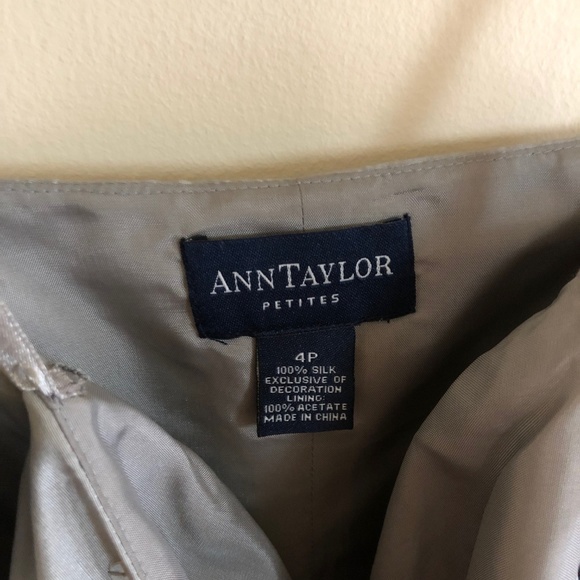 ANNTAYLOR
PETITES
4P
100% SILK
EXCLUSIVE OF
DECORATION
LINING:
100% ACETATE
MADE IN CHINA